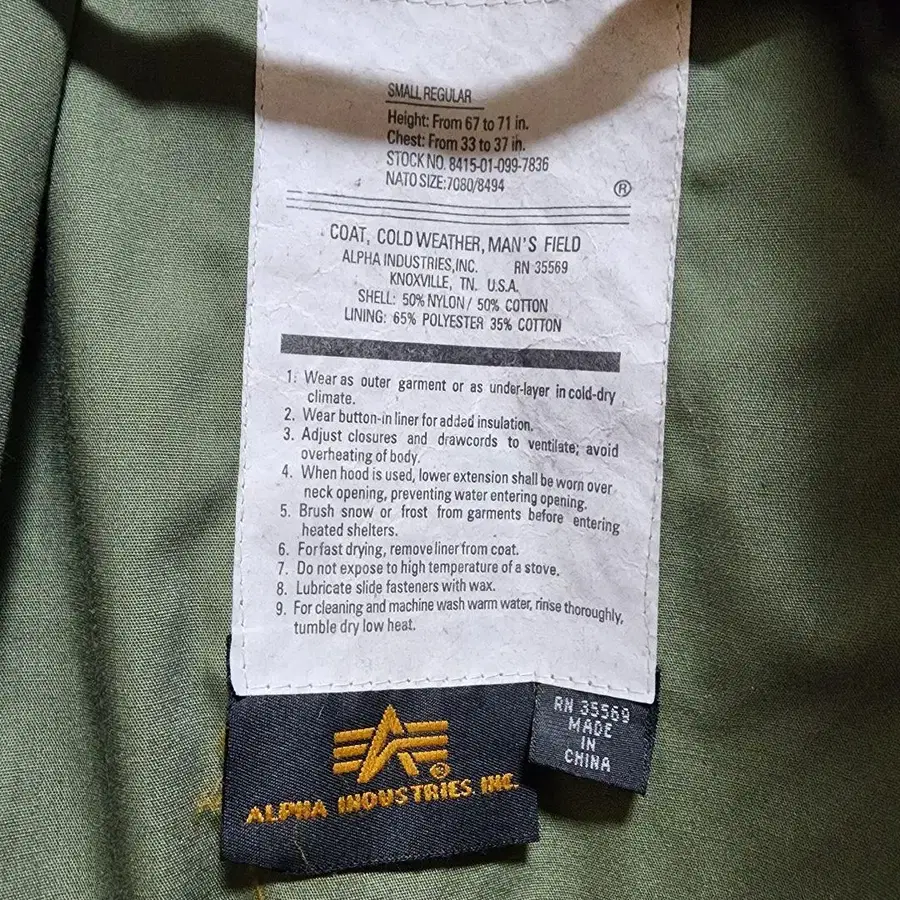 SMALL REGULAR
Height: From 67 to 71 in.
Chest: From 33 to 37 in.
STOCK NO. 8415-01-099-7836
NATO SIZE:7080/8494
®
COAT, COLD WEATHER, MAN'S FIELD
ALPHA INDUSTRIES,INC. RN 35569
KNOXVILLE, TN. U.S.A.
SHELL: 50% NYLON / 50% COTTON
LINING: 65% POLYESTER 35% COTTON
1. Wear as outer garment or as under-layer in cold-dry
climate.
2. Wear button-in liner for added insulation.
3. Adjust closures and drawcords to ventilate; avoid
overheating of body.
4. When hood is used, lower extension shall be worn over
neck opening, preventing water entering opening.
5. Brush snow or frost from garments before entering
heated shelters.
6. For fast drying, remove liner from coat.
7. Do not expose to high temperature of a stove.
8. Lubricate slide fasteners with wax.
9. For cleaning and machine wash warm water, rinse thoroughly,
tumble dry low heat.
®
ALPHA INDUSTRIES INC.
RN 35569
MADE
IN
CHINA